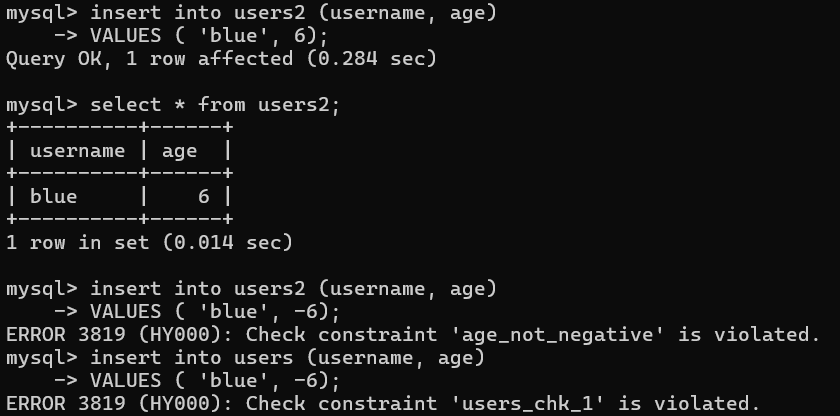 mysql> insert into users2 (username, age)
    -> VALUES ( 'blue', 6);
Query OK, 1 row affected (0.284 sec)

mysql> select * from users2;
+----------+------+
| username | age  |
+----------+------+
| blue     |    6 |
+----------+------+
1 row in set (0.014 sec)

mysql> insert into users2 (username, age)
    -> VALUES ( 'blue', -6);
ERROR 3819 (HY000): Check constraint 'age_not_negative' is violated.
mysql> insert into users (username, age)
    -> VALUES ( 'blue', -6);
ERROR 3819 (HY000): Check constraint 'users_chk_1' is violated.